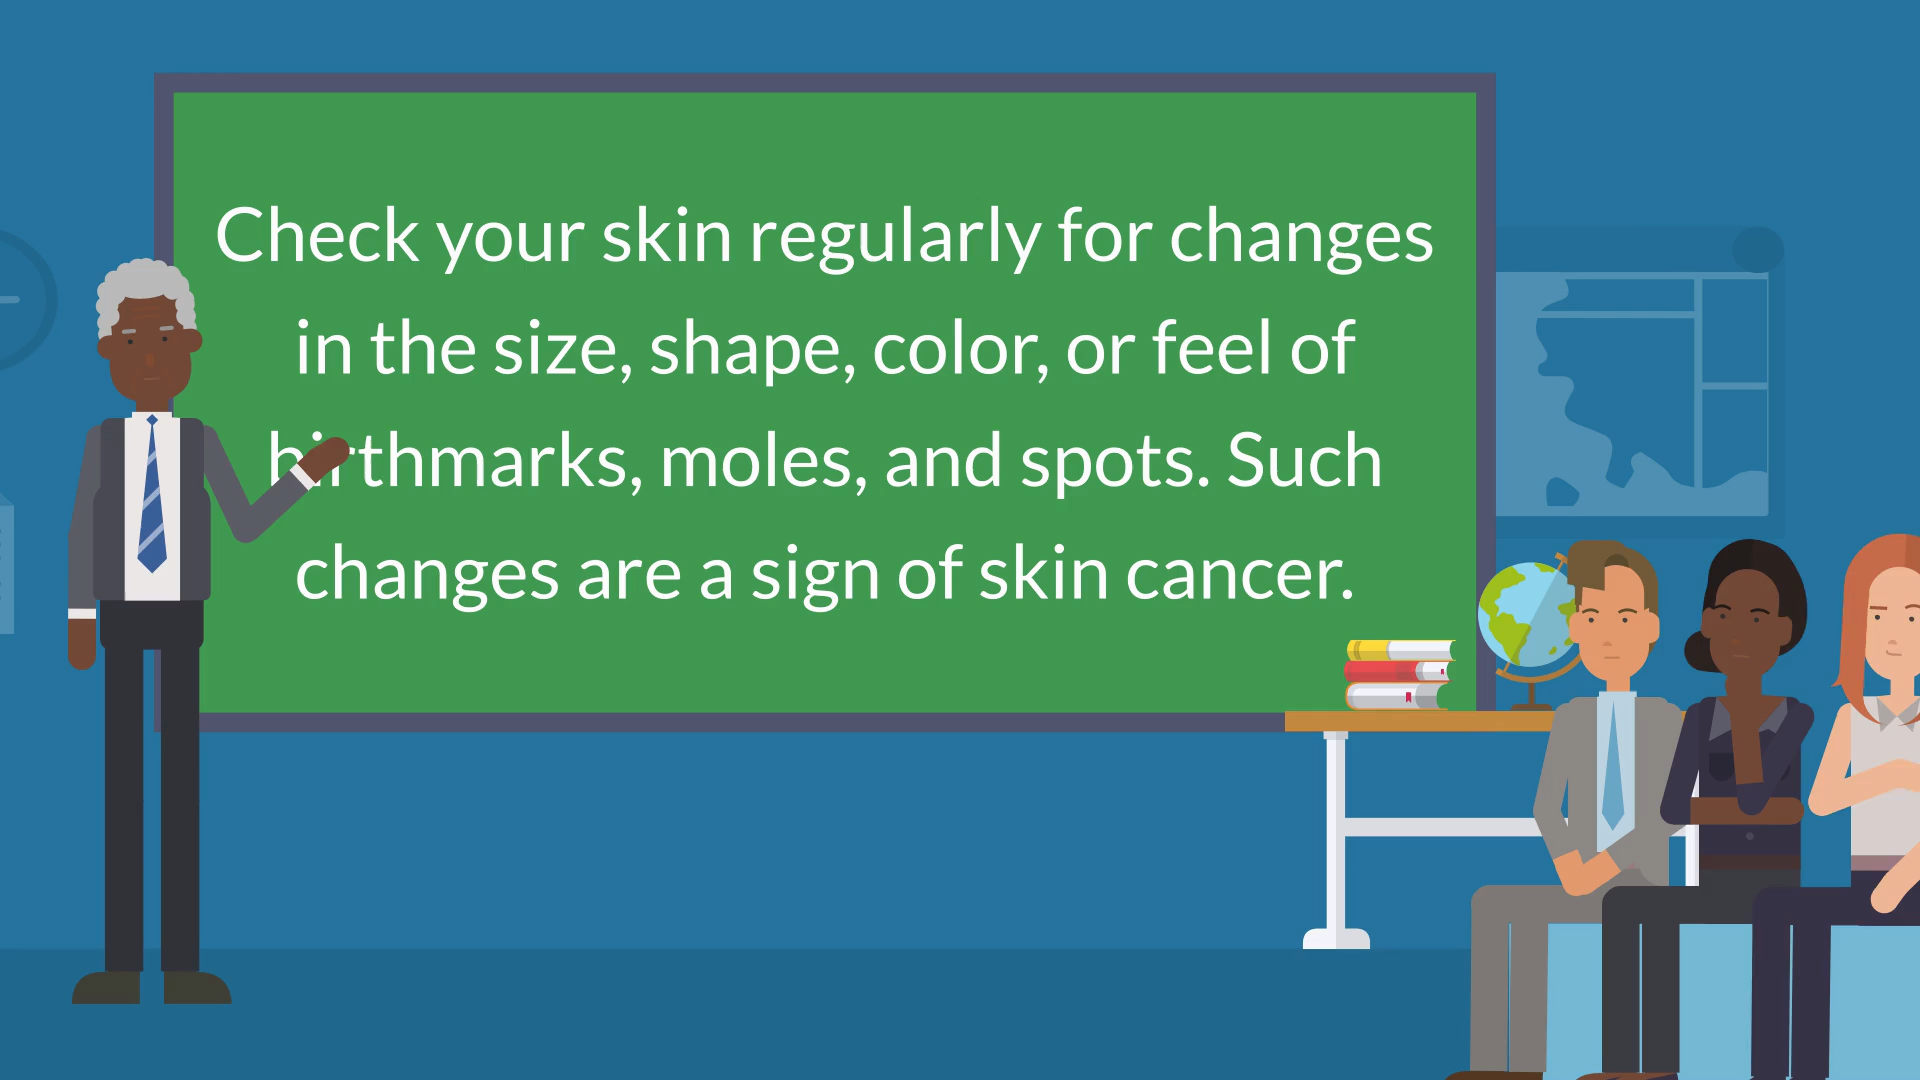 Check your skin regularly for changes
in the size, shape, color, or feel of
birthmarks, moles, and spots. Such
changes are a sign of skin cancer.